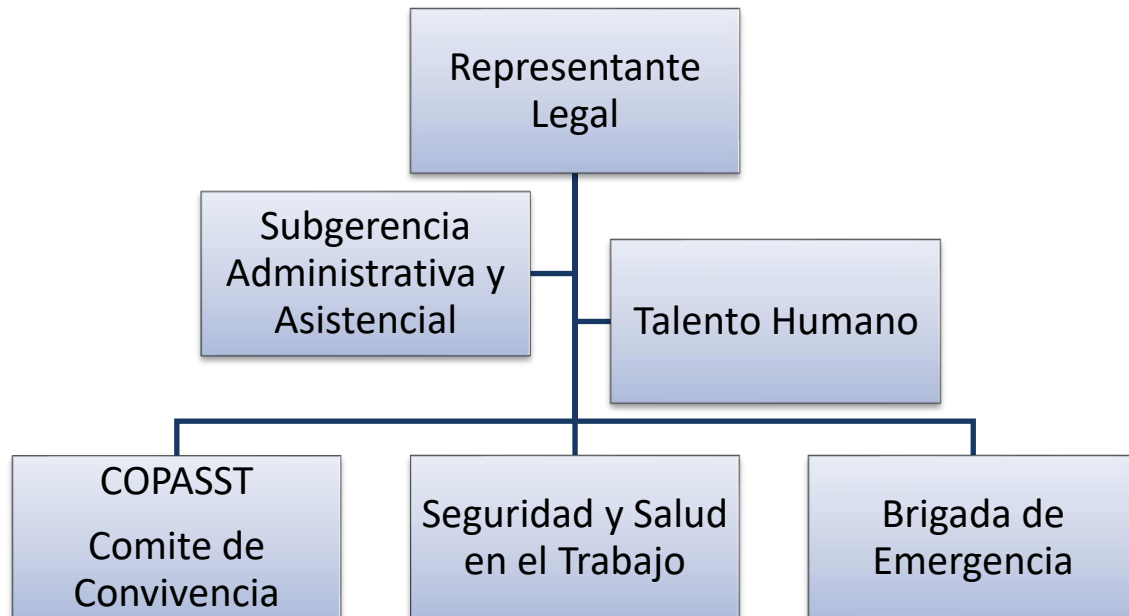 Representante
Legal
Subgerencia
Administrativa y
Asistencial
Talento Humano
COPASST
Comite de
Convivencia
Seguridad y Salud
en el Trabajo
Brigada de
Emergencia